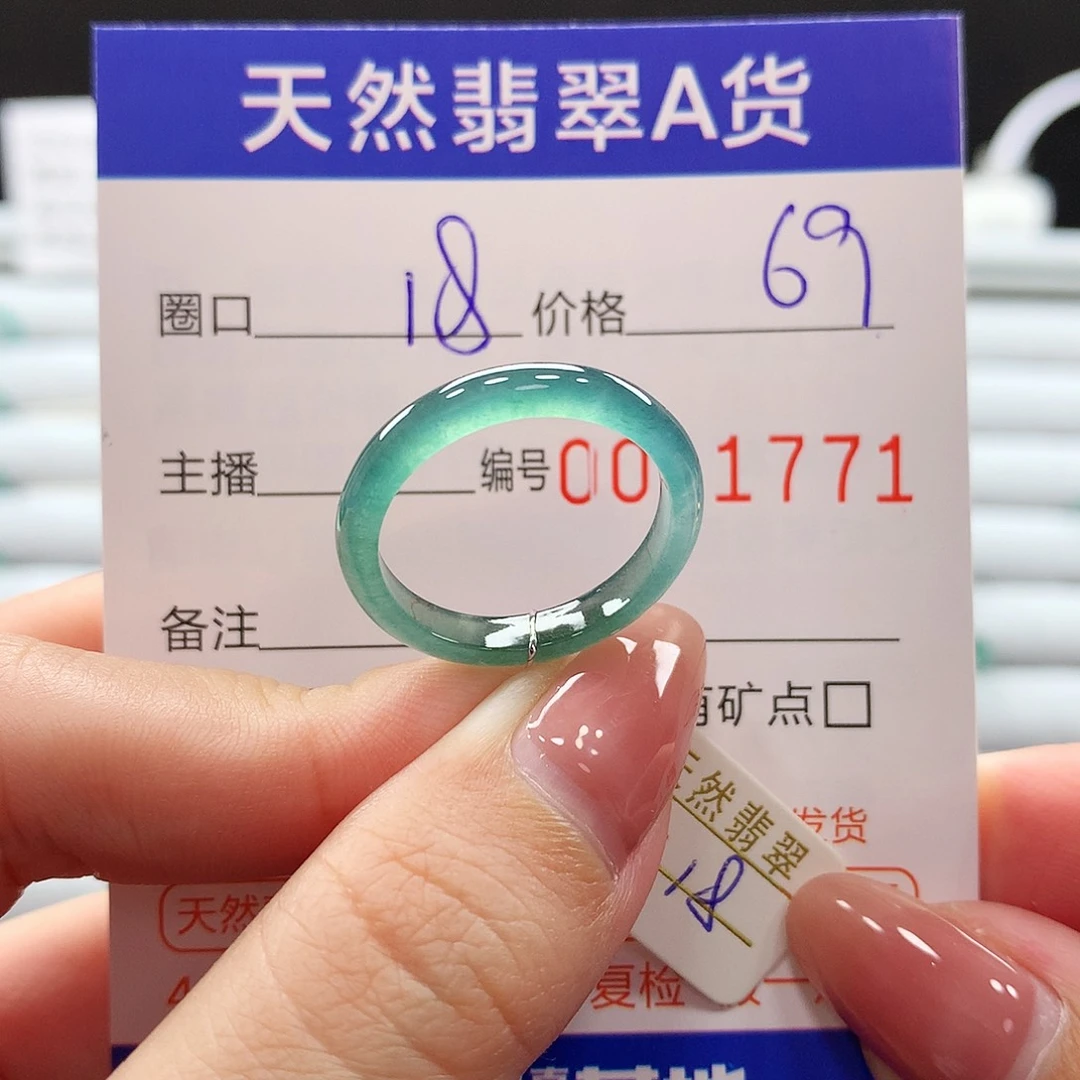 天然翡翠A货
圈口 18 价格 69
主播 编号 00 1771
备注
矿点□
天然翡翠
发货
18
天然
复检